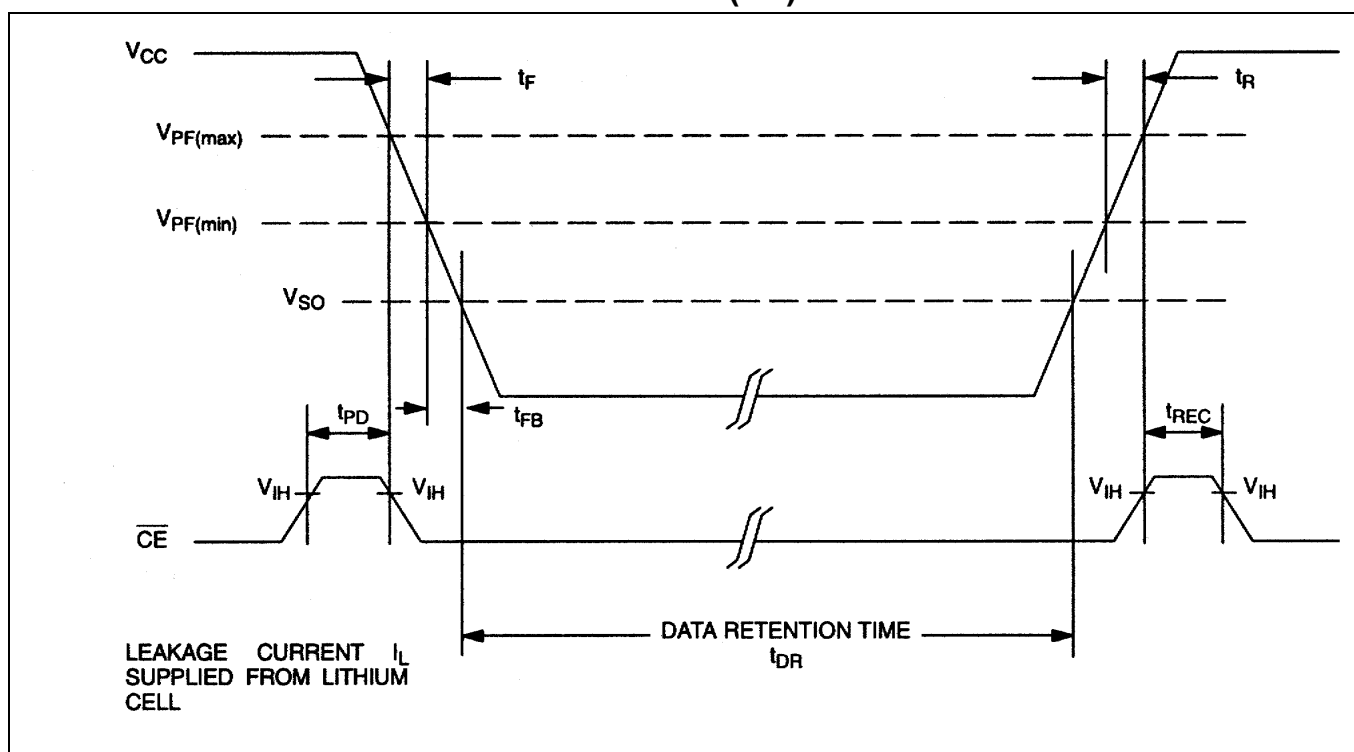 VCC
tF
tR
VPF(max)
VPF(min)
VSO
tPD
tFB
tREC
VIH
VIH
VIH
VIH
CE
DATA RETENTION TIME
tDR
LEAKAGE CURRENT IL
SUPPLIED FROM LITHIUM
CELL